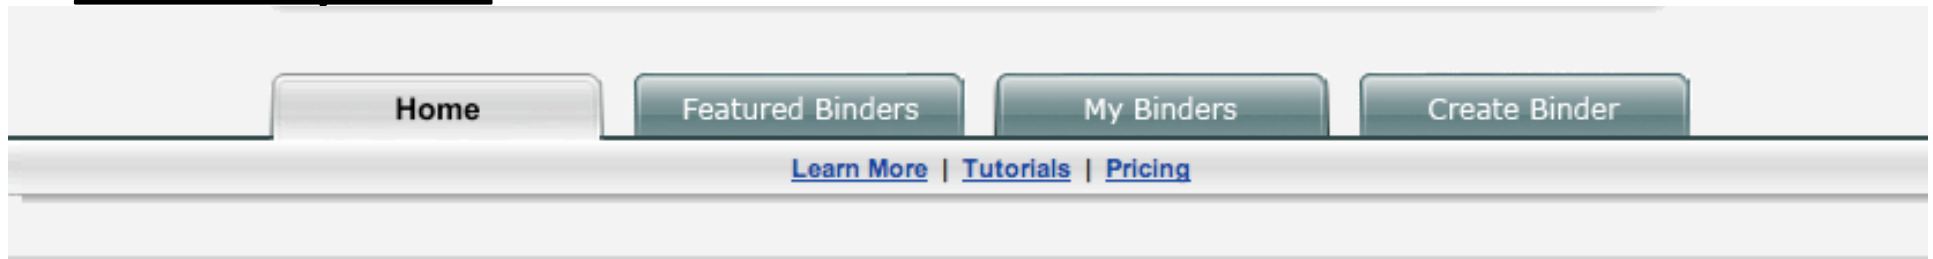 Home Featured Binders My Binders Create Binder
Learn More | Tutorials | Pricing